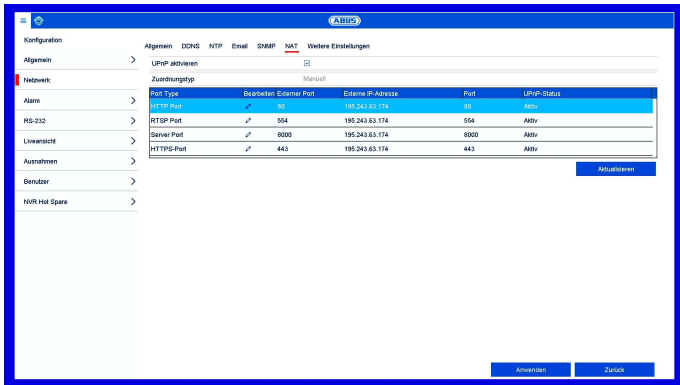 ABUS
Konfiguration
Allgemein DDNS NTP Email SNMP NAT Weitere Einstellungen
Allgemein
UPnP aktivieren
Netzwerk
Zuordnungstyp Manuell
Port Type Bearbeiten Externer Port Externe IP-Adresse Port UPnP-Status
Alarm
HTTP Port 80 195.243.63.174 80 Aktiv
RS-232
RTSP Port 554 195.243.63.174 554 Aktiv
Server Port 8000 195.243.63.174 8000 Aktiv
Liveansicht
HTTPS-Port 443 195.243.63.174 443 Aktiv
Ausnahmen
Aktualisieren
Benutzer
NVR Hot Spare
Anwenden Zurück